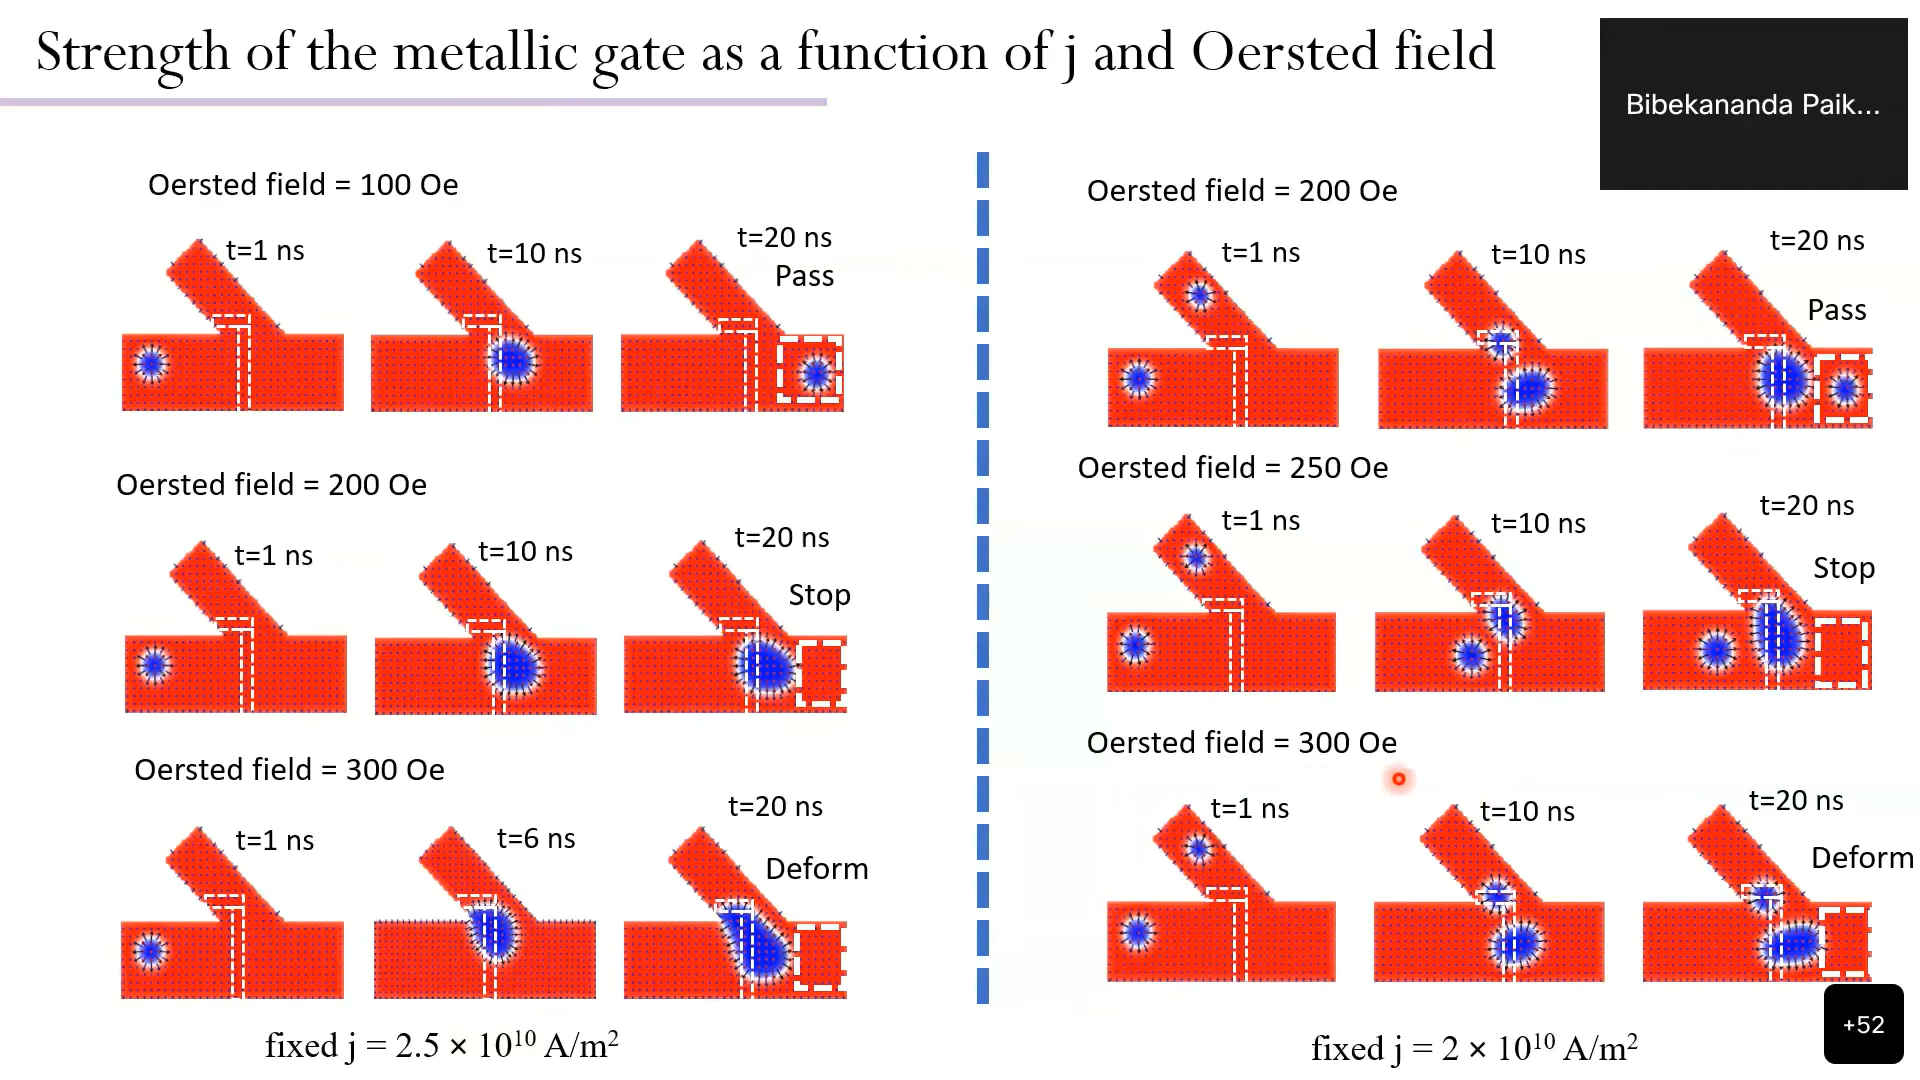 Strength of the metallic gate as a function of j and Oersted field
Bibekananda Paik...
Oersted field = 100 Oe
t=1 ns
t=10 ns
t=20 ns
Pass
Oersted field = 200 Oe
t=1 ns
t=10 ns
t=20 ns
Stop
Oersted field = 300 Oe
t=1 ns
t=6 ns
t=20 ns
Deform
fixed j = 2.5 × 10¹⁰ A/m²
Oersted field = 200 Oe
t=1 ns
t=10 ns
t=20 ns
Pass
Oersted field = 250 Oe
t=1 ns
t=10 ns
t=20 ns
Stop
Oersted field = 300 Oe
t=1 ns
t=10 ns
t=20 ns
Deform
fixed j = 2 × 10¹⁰ A/m²
+52